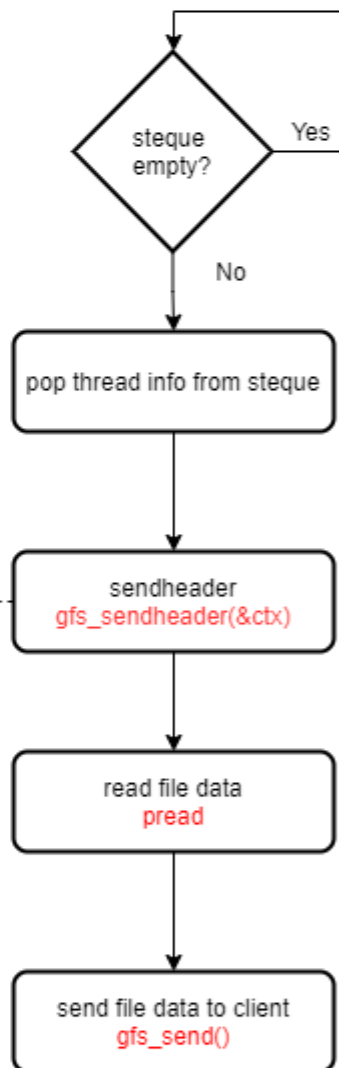 steque
empty?
Yes
No
pop thread info from steque
sendheader
gfs_sendheader(&ctx)
read file data
pread
send file data to client
gfs_send()